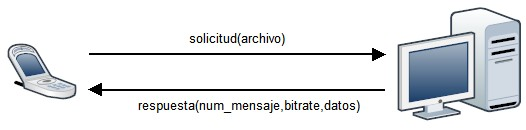 solicitud(archivo)
respuesta(num_mensaje,bitrate,datos)